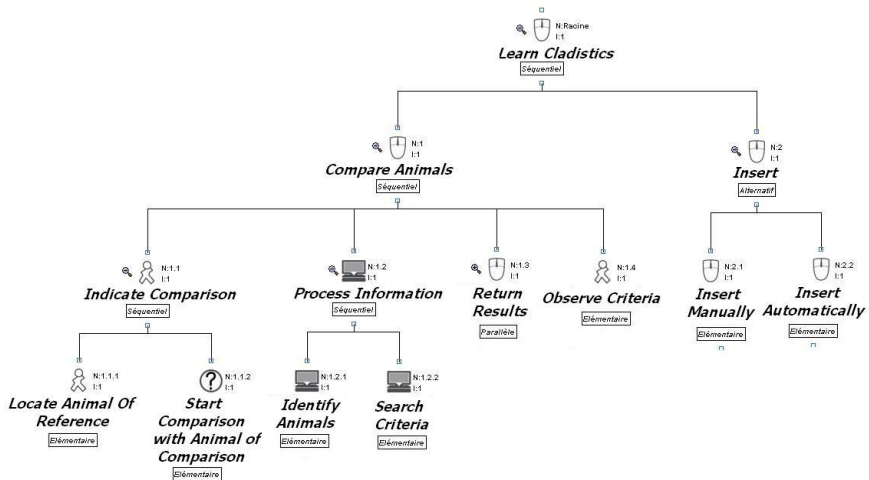 N:Racine
I:1
Learn Cladistics
Séquentiel
N:1
I:1
Compare Animals
Séquentiel
N:2
I:1
Insert
Alternatif
N:1.1
I:1
Indicate Comparison
Séquentiel
N:1.2
I:1
Process Information
Séquentiel
N:1.3
I:1
Return
Results
Parallèle
N:1.4
I:1
Observe Criteria
Elémentaire
N:2.1
I:1
Insert
Manually
Elémentaire
N:2.2
I:1
Insert
Automatically
Elémentaire
N:1.1.1
I:1
Locate Animal Of
Reference
Elémentaire
?
N:1.1.2
I:1
Start
Comparison
with Animal of
Comparison
Elémentaire
N:1.2.1
I:1
Identify
Animals
Elémentaire
N:1.2.2
I:1
Search
Criteria
Elémentaire